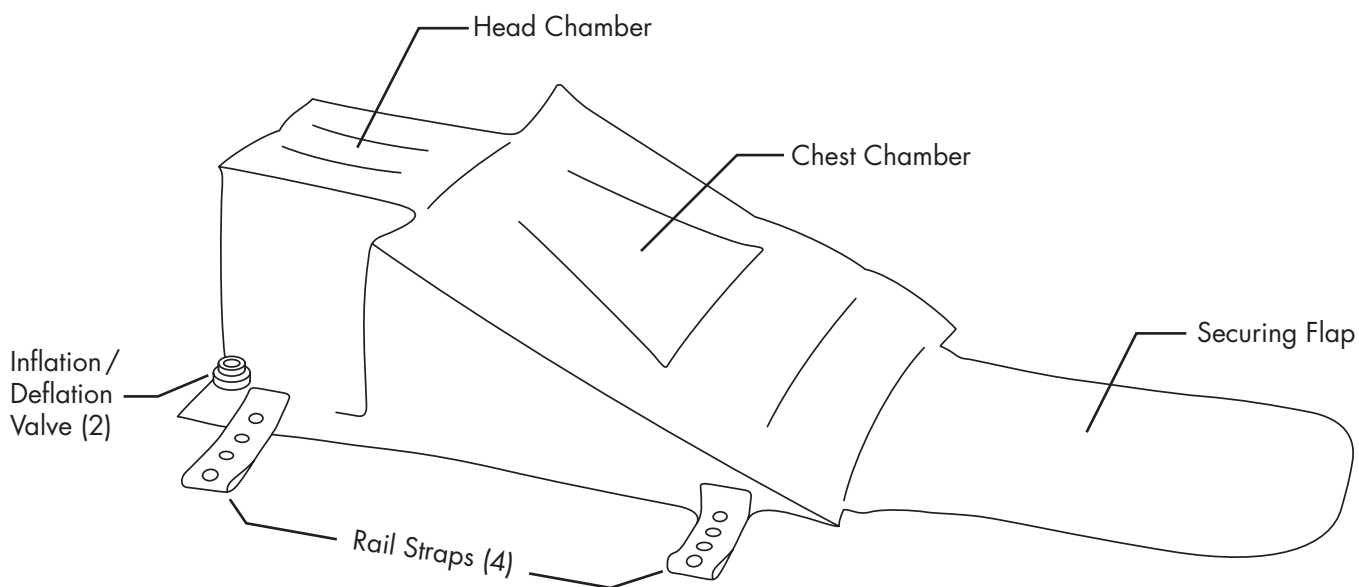 Head Chamber
Chest Chamber
Securing Flap
Inflation /
Deflation
Valve (2)
Rail Straps (4)